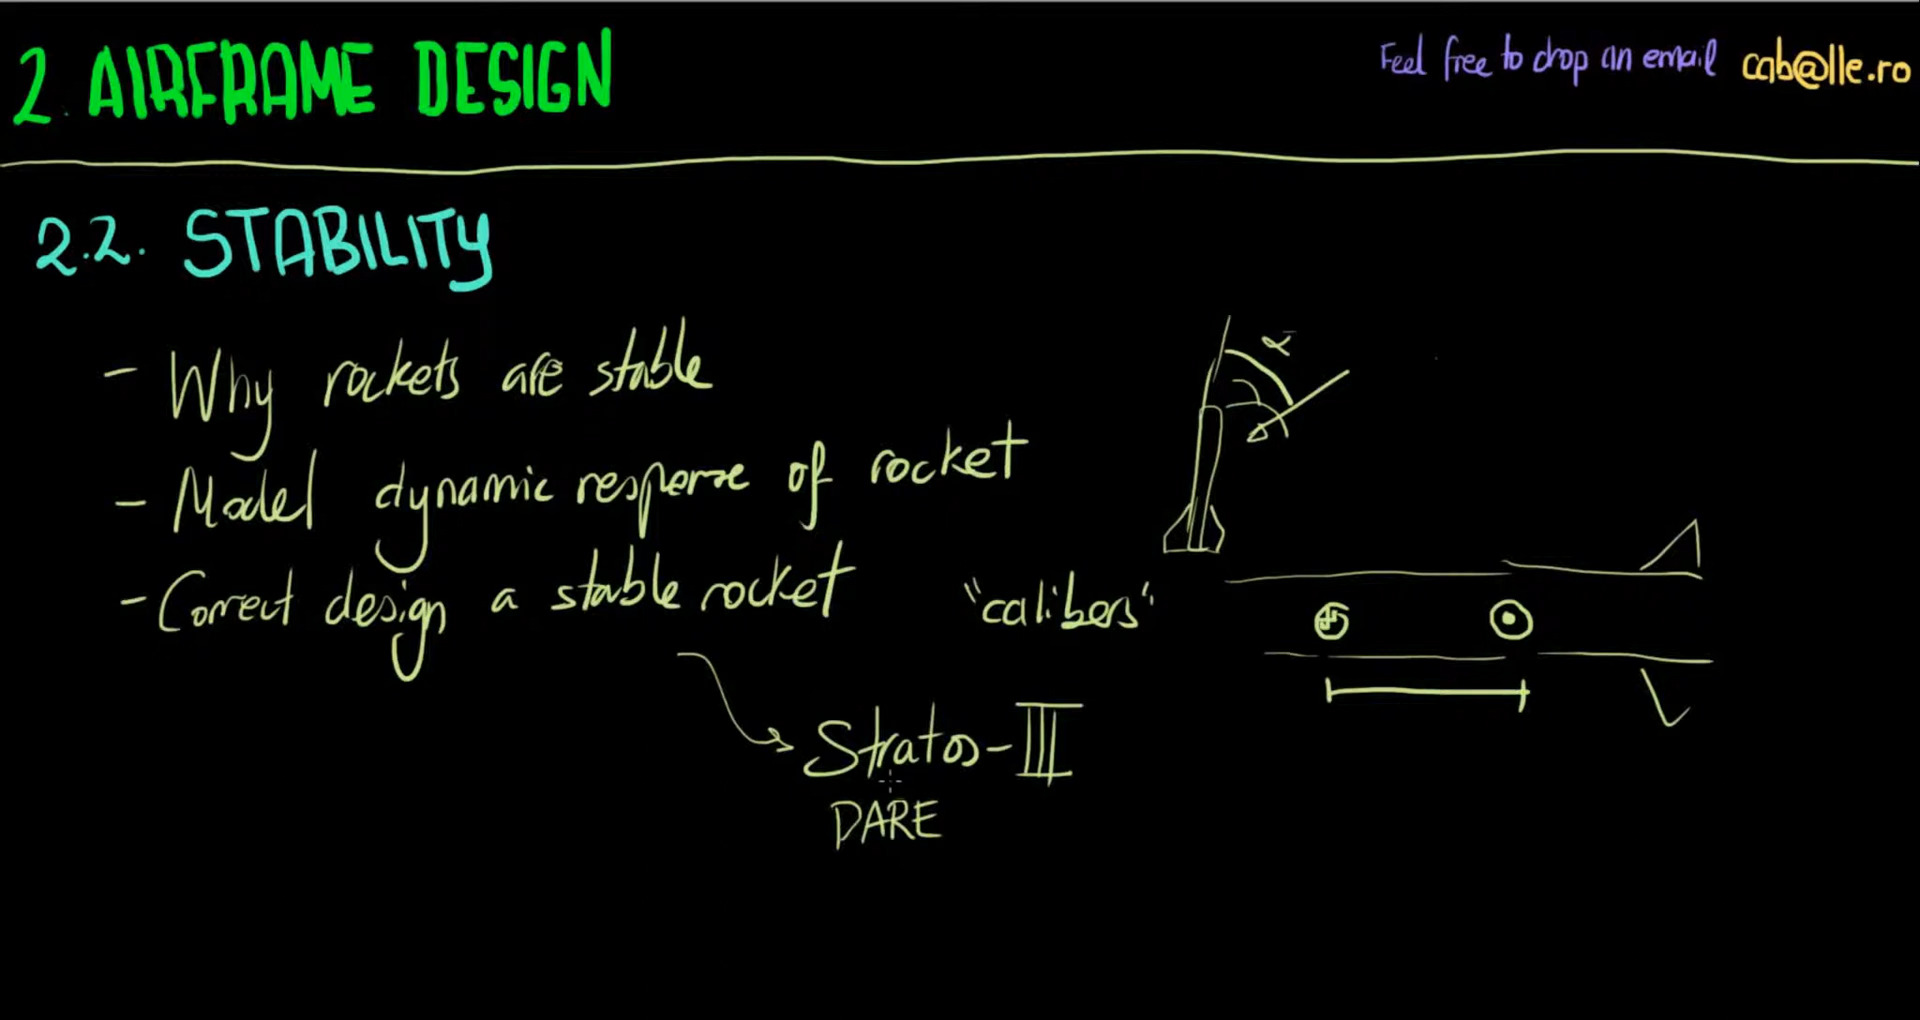 2. AIRFRAME DESIGN
Feel free to drop an email cab@lle.ro
2.2. STABILITY
- Why rockets are stable
- Model dynamic response of rocket
- Correct design a stable rocket
"calibers"
Stratos-III
DARE
α